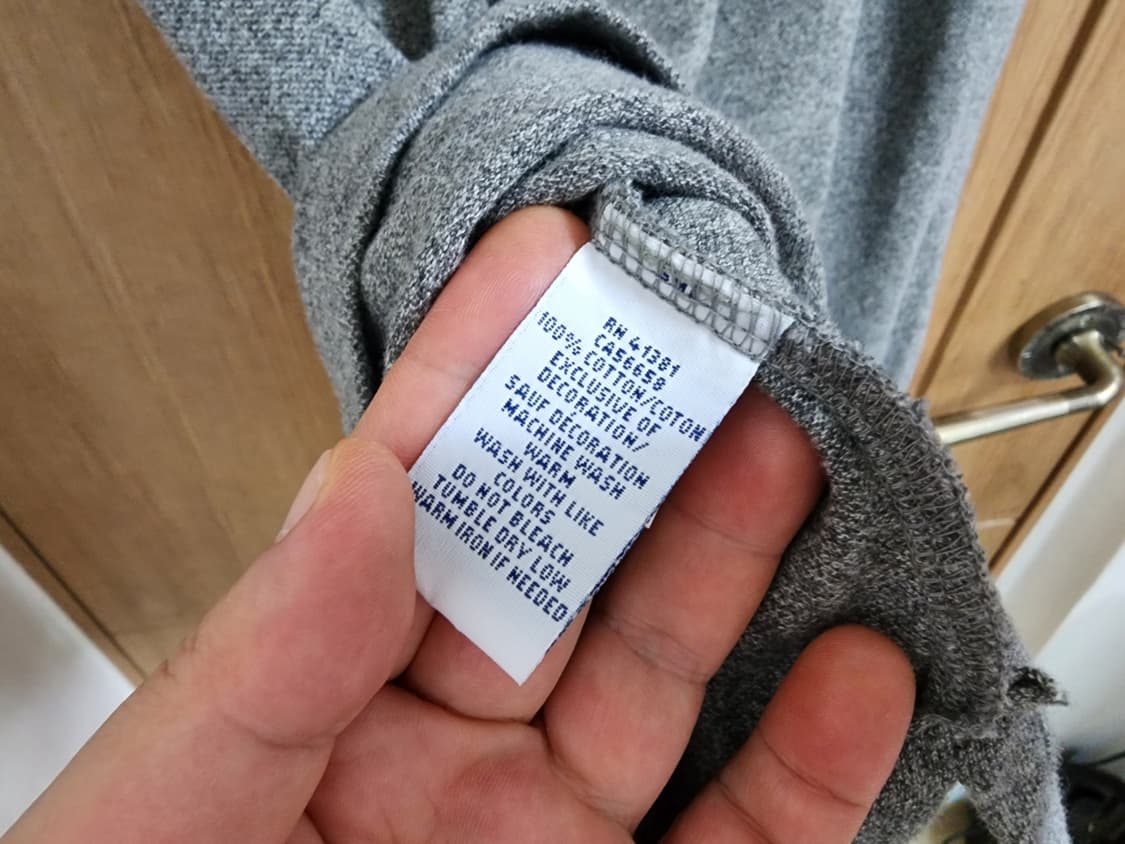 RN 41381
CA56658
100% COTTON/COTON
EXCLUSIVE OF
DECORATION/
SAUF DÉCORATION
MACHINE WASH
WARM
WASH WITH LIKE
COLORS
DO NOT BLEACH
TUMBLE DRY LOW
WARM IRON IF NEEDED